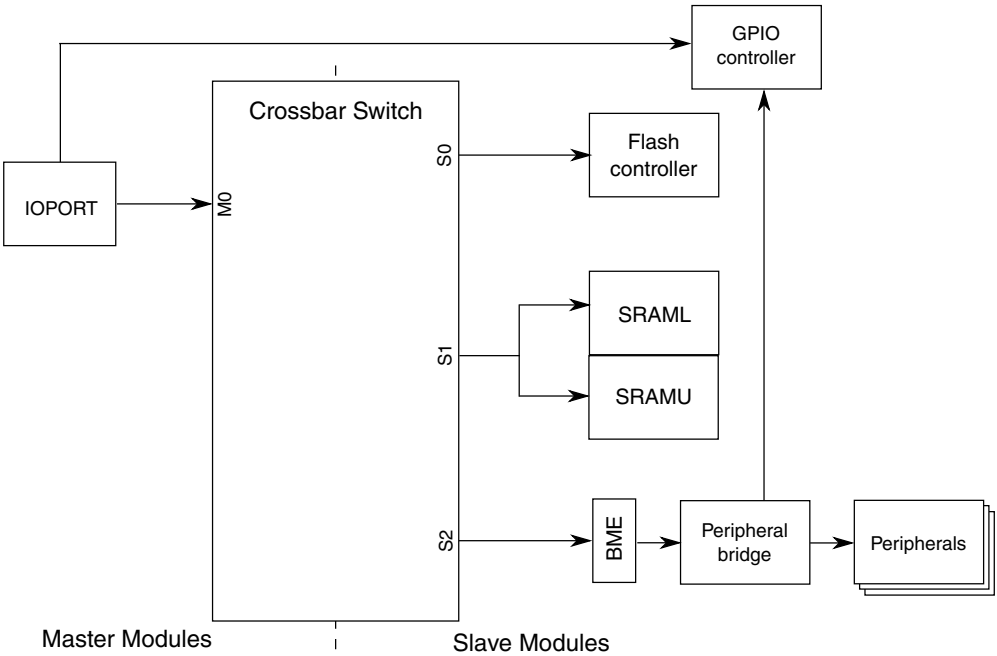 GPIO
controller
Crossbar Switch
S0
Flash
controller
IOPORT
M0
SRAML
S1
SRAMU
S2
BME
Peripheral
bridge
Peripherals
Master Modules
Slave Modules